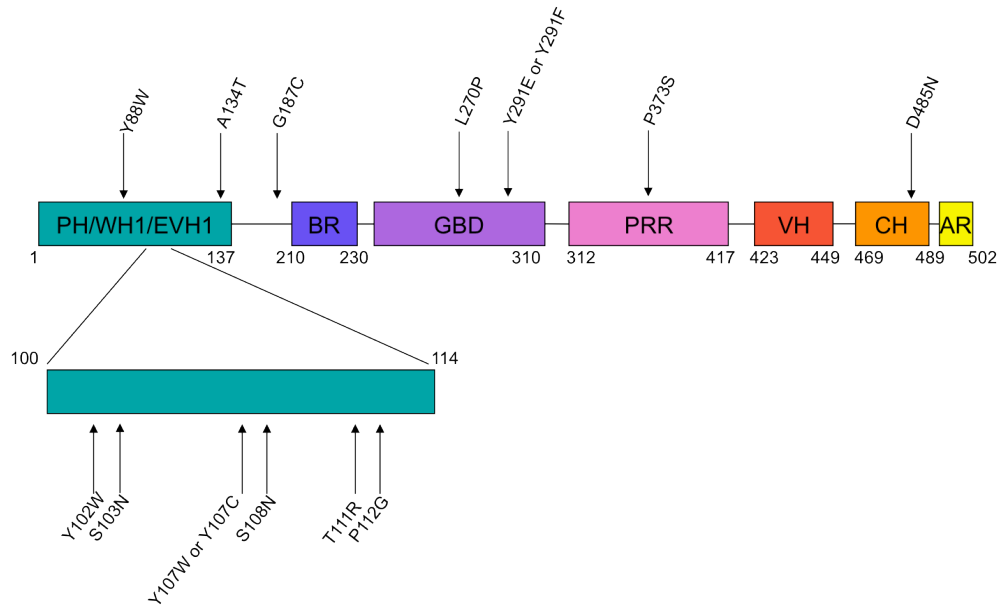 Y88W
A134T
G187C
L270P
Y291E or Y291F
P373S
D485N
PH/WH1/EVH1
BR
GBD
PRR
VH
CH
AR
1
137
210
230
310
312
417
423
449
469
489
502
100
114
Y102W
S103N
Y107W or Y107C
S108N
T111R
P112G